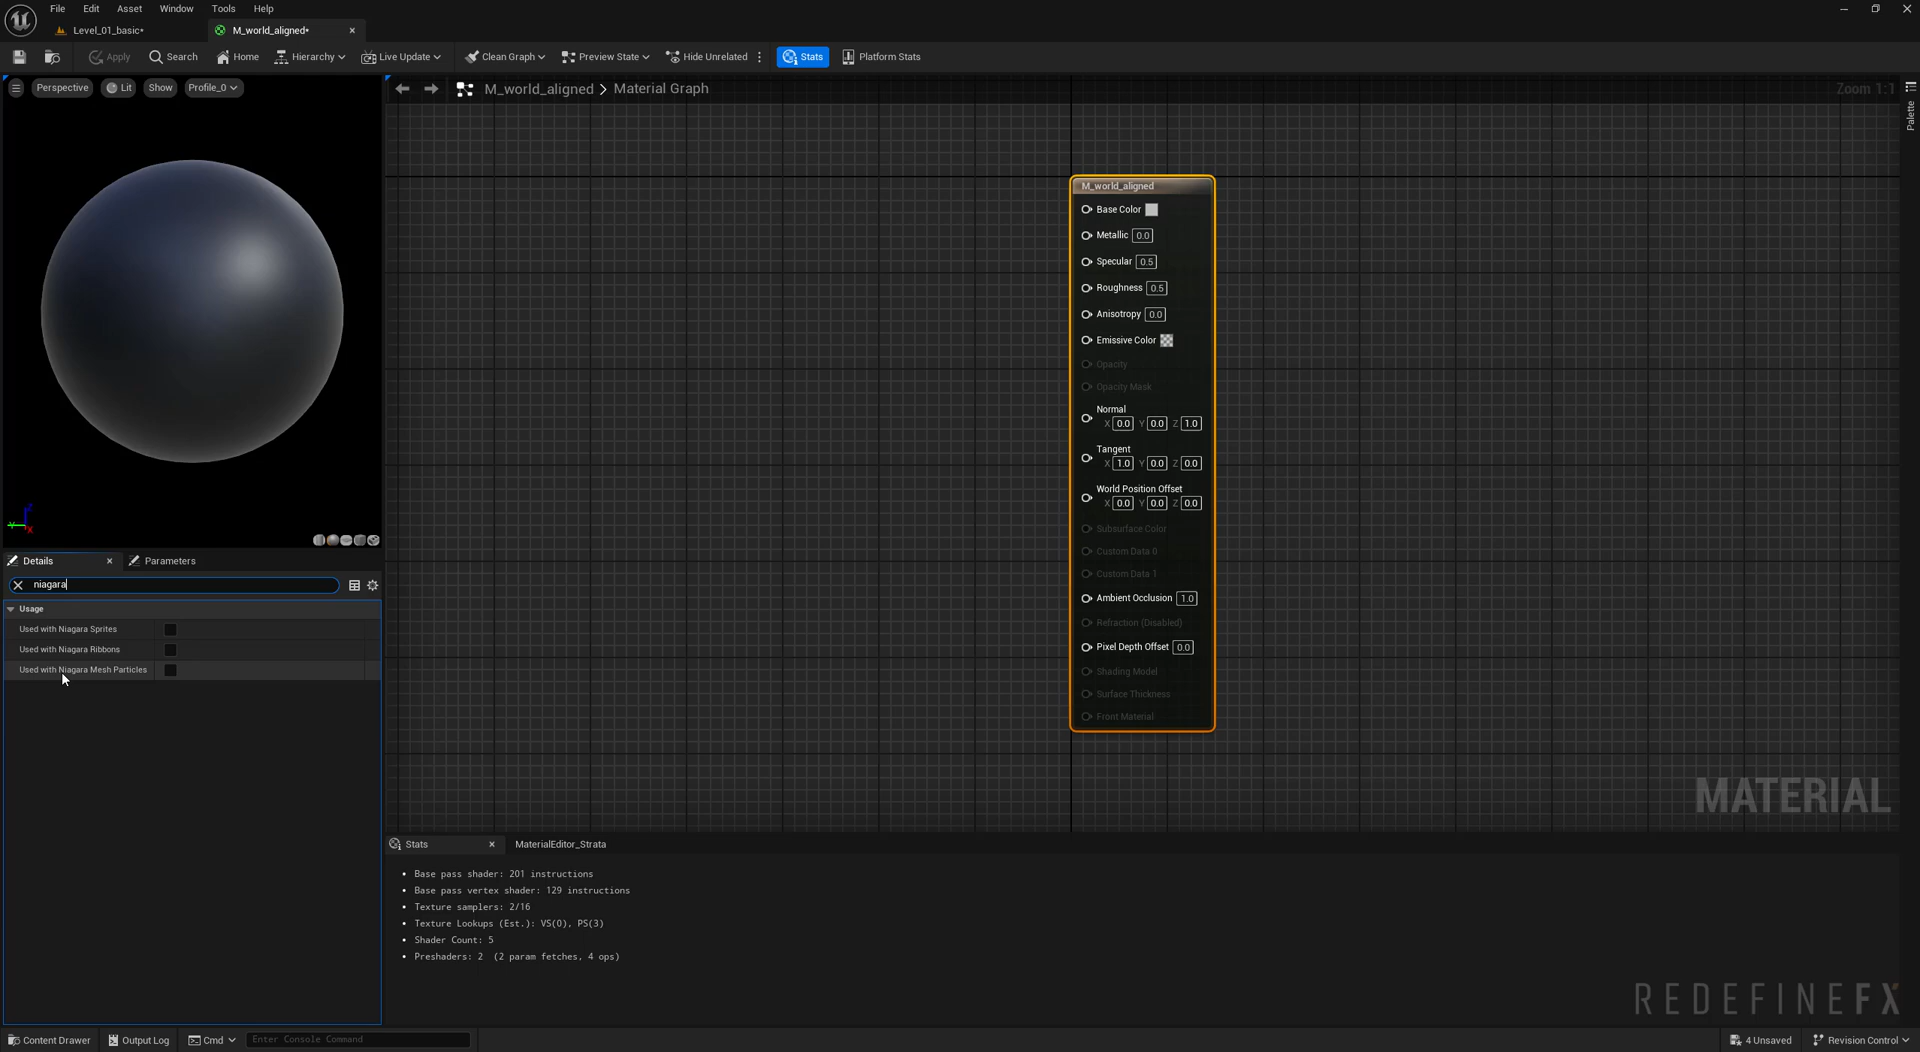 File Edit Asset Window Tools Help
Level_01_basic*
M_world_aligned*
Apply Search Home Hierarchy Live Update Clean Graph Preview State Hide Unrelated Stats Platform Stats
Perspective Lit Show Profile_0
M_world_aligned > Material Graph
Zoom 1:1
Palette
M_world_aligned
Base Color
Metallic 0.0
Specular 0.5
Roughness 0.5
Anisotropy 0.0
Emissive Color
Opacity
Opacity Mask
Normal
X 0.0 Y 0.0 Z 1.0
Tangent
X 1.0 Y 0.0 Z 0.0
World Position Offset
X 0.0 Y 0.0 Z 0.0
Subsurface Color
Custom Data 0
Custom Data 1
Ambient Occlusion 1.0
Refraction (Disabled)
Pixel Depth Offset 0.0
Shading Model
Surface Thickness
Front Material
MATERIAL
Z
Y
X
Details
Parameters
niagara
Usage
Used with Niagara Sprites
Used with Niagara Ribbons
Used with Niagara Mesh Particles
Stats
MaterialEditor_Strata
• Base pass shader: 201 instructions
• Base pass vertex shader: 129 instructions
• Texture samplers: 2/16
• Texture Lookups (Est.): VS(0), PS(3)
• Shader Count: 5
• Preshaders: 2 (2 param fetches, 4 ops)
REDEFINEFX
Content Drawer Output Log Cmd Enter Console Command
4 Unsaved Revision Control